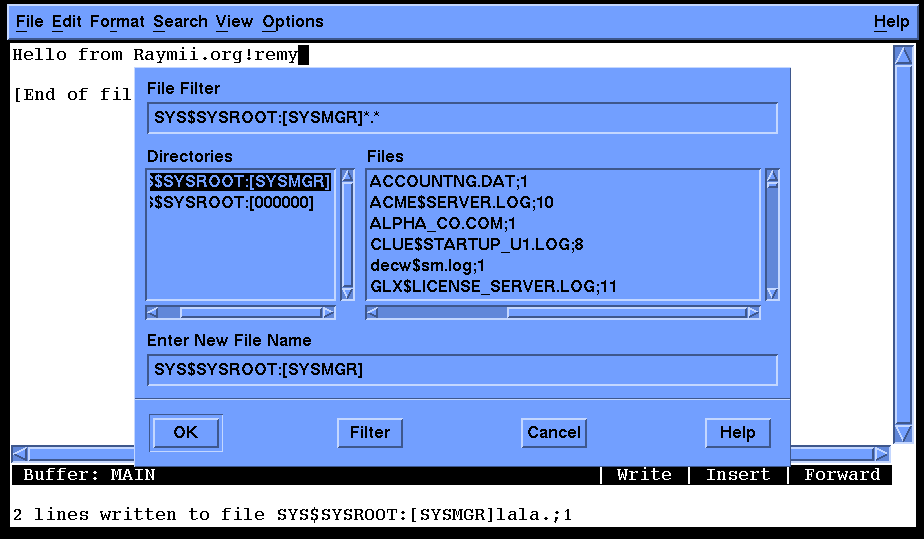 File Edit Format Search View Options Help
Hello from Raymii.org!remy
[End of fil
File Filter
SYS$SYSROOT:[SYSMGR]*.*
Directories
$SYSROOT:[SYSMGR]
$SYSROOT:[000000]
Files
ACCOUNTNG.DAT;1
ACME$SERVER.LOG;10
ALPHA_CO.COM;1
CLUE$STARTUP_U1.LOG;8
decw$sm.log;1
GLX$LICENSE_SERVER.LOG;11
Enter New File Name
SYS$SYSROOT:[SYSMGR]
OK Filter Cancel Help
Buffer: MAIN | Write | Insert | Forward
2 lines written to file SYS$SYSROOT:[SYSMGR]lala.;1